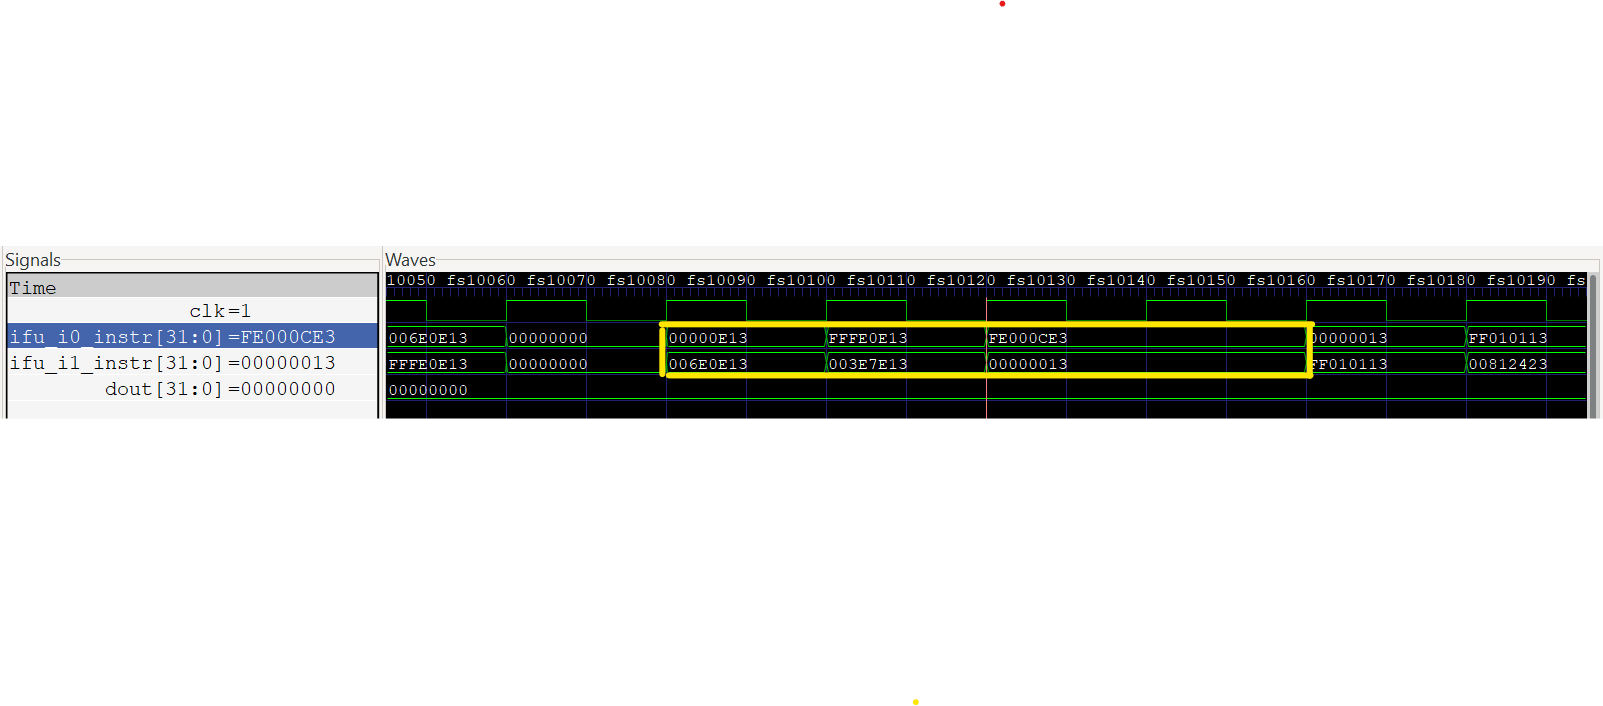 Signals
Waves
Time
10050 fs10060 fs10070 fs10080 fs10090 fs10100 fs10110 fs10120 fs10130 fs10140 fs10150 fs10160 fs10170 fs10180 fs10190 fs
clk=1
ifu_i0_instr[31:0]=FE000CE3
006E0E13 00000000 00000E13 FFFE0E13 FE000CE3 00000013 FF010113
ifu_i1_instr[31:0]=00000013
FFFE0E13 00000000 006E0E13 003E7E13 00000013 FF010113 00812423
dout[31:0]=00000000
00000000